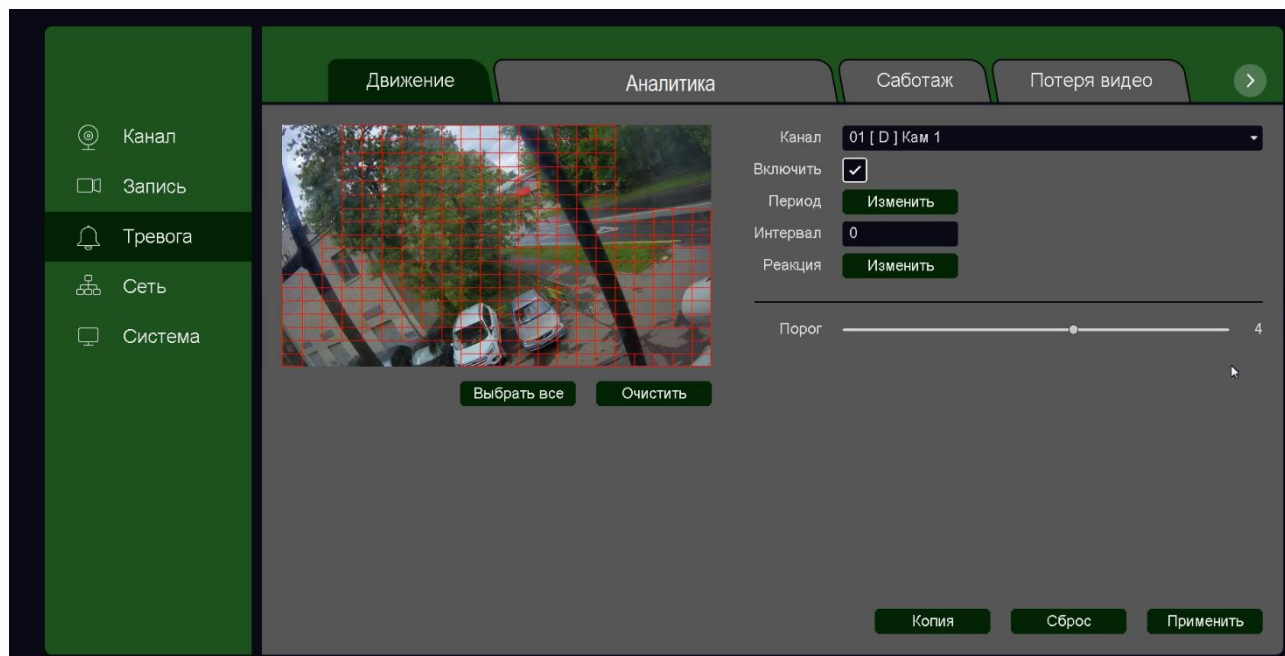 Движение
Аналитика
Саботаж
Потеря видео
Канал
Запись
Тревога
Сеть
Система
Канал 01 [ D ] Кам 1
Включить
Период Изменить
Интервал 0
Реакция Изменить
Порог 4
Выбрать все Очистить
Копия Сброс Применить